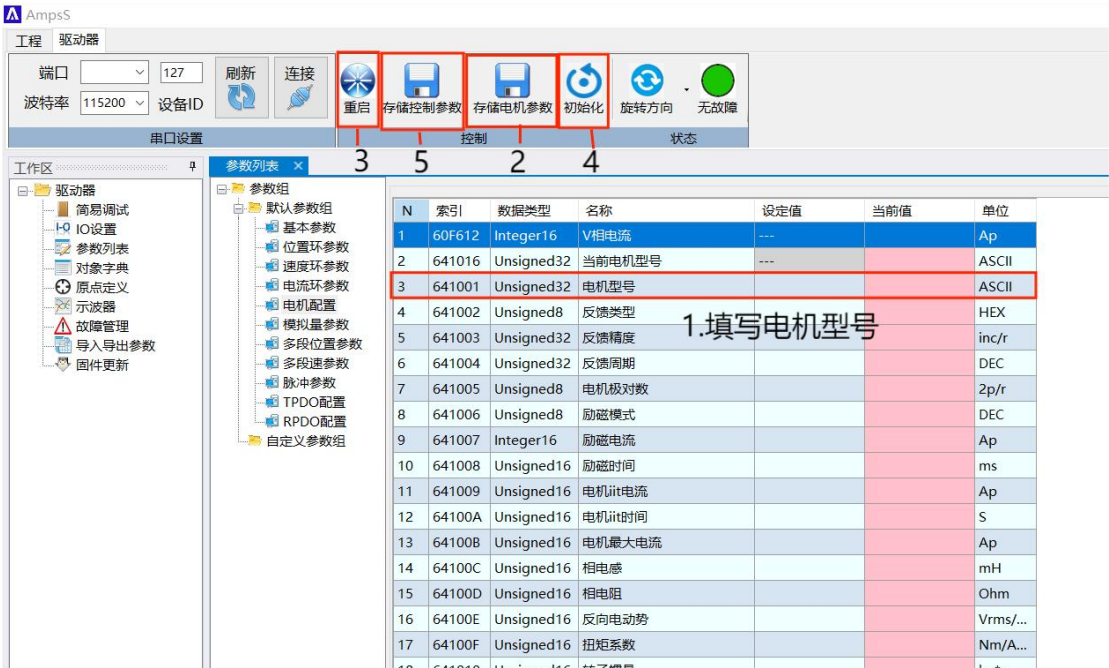 AmpsS
工程 驱动器
端口 127 刷新 连接
波特率 115200 设备ID
重启 存储控制参数 存储电机参数 初始化 旋转方向 无故障
串口设置 控制 状态
3 5 2 4
工作区 参数列表 ×
驱动器
简易调试
I-O IO设置
参数列表
对象字典
原点定义
示波器
故障管理
导入导出参数
固件更新
参数组
默认参数组
基本参数
位置环参数
速度环参数
电流环参数
电机配置
模拟量参数
多段位置参数
多段速参数
脉冲参数
TPDO配置
RPDO配置
自定义参数组
N 索引 数据类型 名称 设定值 当前值 单位
1 60F612 Integer16 V相电流 --- Ap
2 641016 Unsigned32 当前电机型号 --- ASCII
3 641001 Unsigned32 电机型号 ASCII
4 641002 Unsigned8 反馈类型 HEX
1.填写电机型号
5 641003 Unsigned32 反馈精度 inc/r
6 641004 Unsigned32 反馈周期 DEC
7 641005 Unsigned8 电机极对数 2p/r
8 641006 Unsigned8 励磁模式 DEC
9 641007 Integer16 励磁电流 Ap
10 641008 Unsigned16 励磁时间 ms
11 641009 Unsigned16 电机iit电流 Ap
12 64100A Unsigned16 电机iit时间 S
13 64100B Unsigned16 电机最大电流 Ap
14 64100C Unsigned16 相电感 mH
15 64100D Unsigned16 相电阻 Ohm
16 64100E Unsigned16 反向电动势 Vrms/...
17 64100F Unsigned16 扭矩系数 Nm/A...